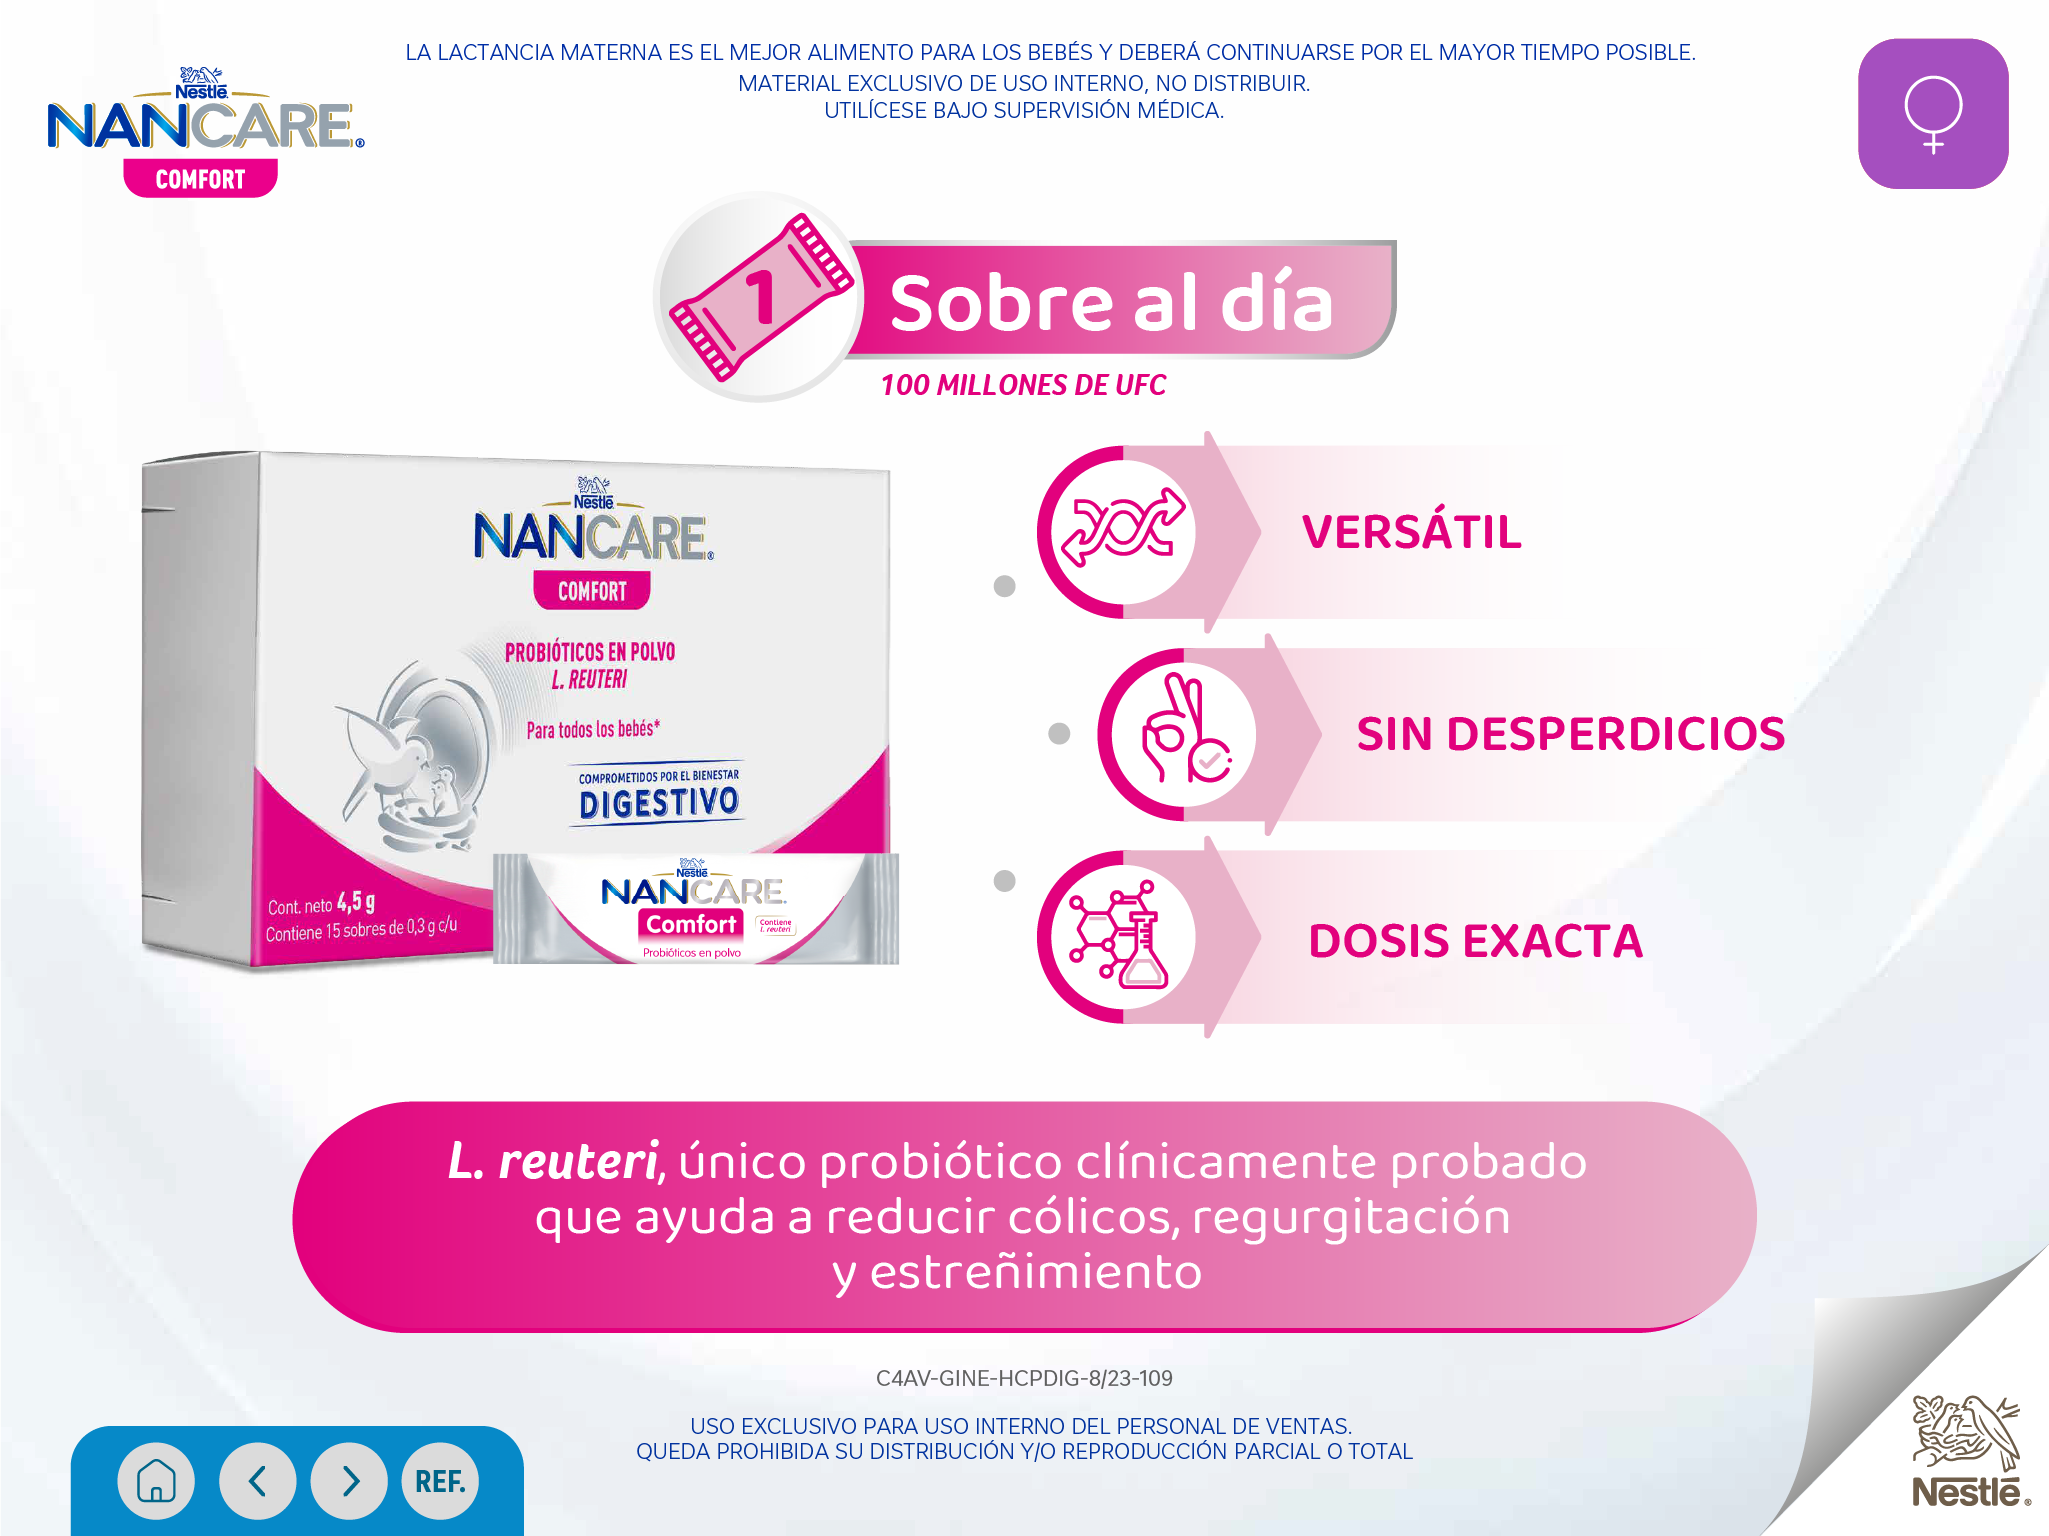 LA LACTANCIA MATERNA ES EL MEJOR ALIMENTO PARA LOS BEBÉS Y DEBERÁ CONTINUARSE POR EL MAYOR TIEMPO POSIBLE.
MATERIAL EXCLUSIVO DE USO INTERNO, NO DISTRIBUIR.
UTILÍCESE BAJO SUPERVISIÓN MÉDICA.
Nestlé
NANCARE®
COMFORT
1
Sobre al día
100 MILLONES DE UFC
Nestlé
NANCARE®
COMFORT
PROBIÓTICOS EN POLVO
L. REUTERI
Para todos los bebés*
COMPROMETIDOS POR EL BIENESTAR
DIGESTIVO
Cont. neto 4,5 g
Contiene 15 sobres de 0,3 g c/u
Nestlé
NANCARE®
Comfort
Contiene
L. reuteri
Probióticos en polvo
VERSÁTIL
SIN DESPERDICIOS
DOSIS EXACTA
L. reuteri, único probiótico clínicamente probado
que ayuda a reducir cólicos, regurgitación
y estreñimiento
C4AV-GINE-HCPDIG-8/23-109
USO EXCLUSIVO PARA USO INTERNO DEL PERSONAL DE VENTAS.
QUEDA PROHIBIDA SU DISTRIBUCIÓN Y/O REPRODUCCIÓN PARCIAL O TOTAL
REF.
Nestlé®